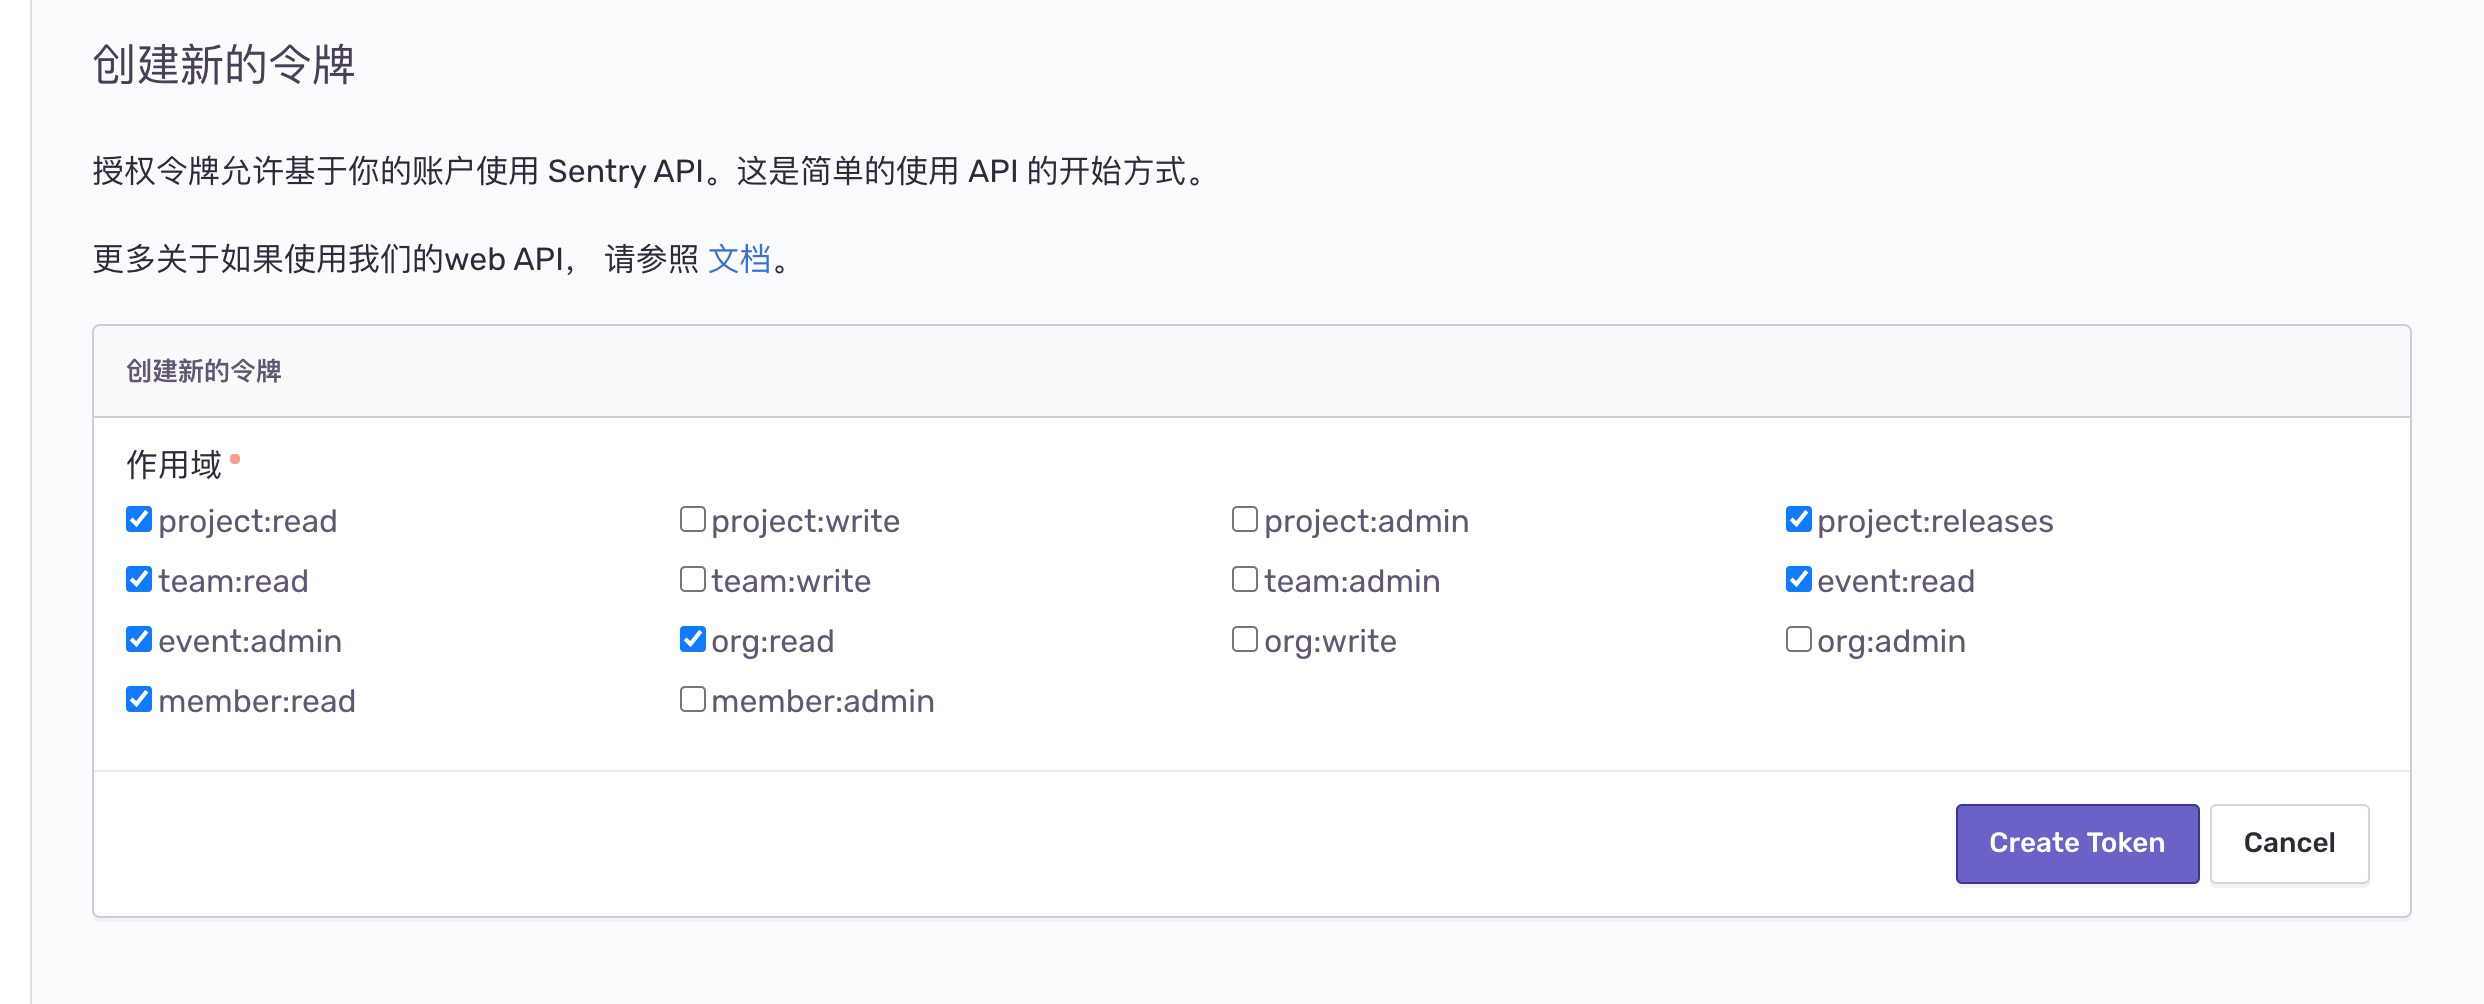 创建新的令牌
授权令牌允许基于你的账户使用 Sentry API。这是简单的使用 API 的开始方式。
更多关于如果使用我们的web API， 请参照 文档。
创建新的令牌
作用域
project:read project:write project:admin project:releases
team:read team:write team:admin event:read
event:admin org:read org:write org:admin
member:read member:admin
Create Token Cancel